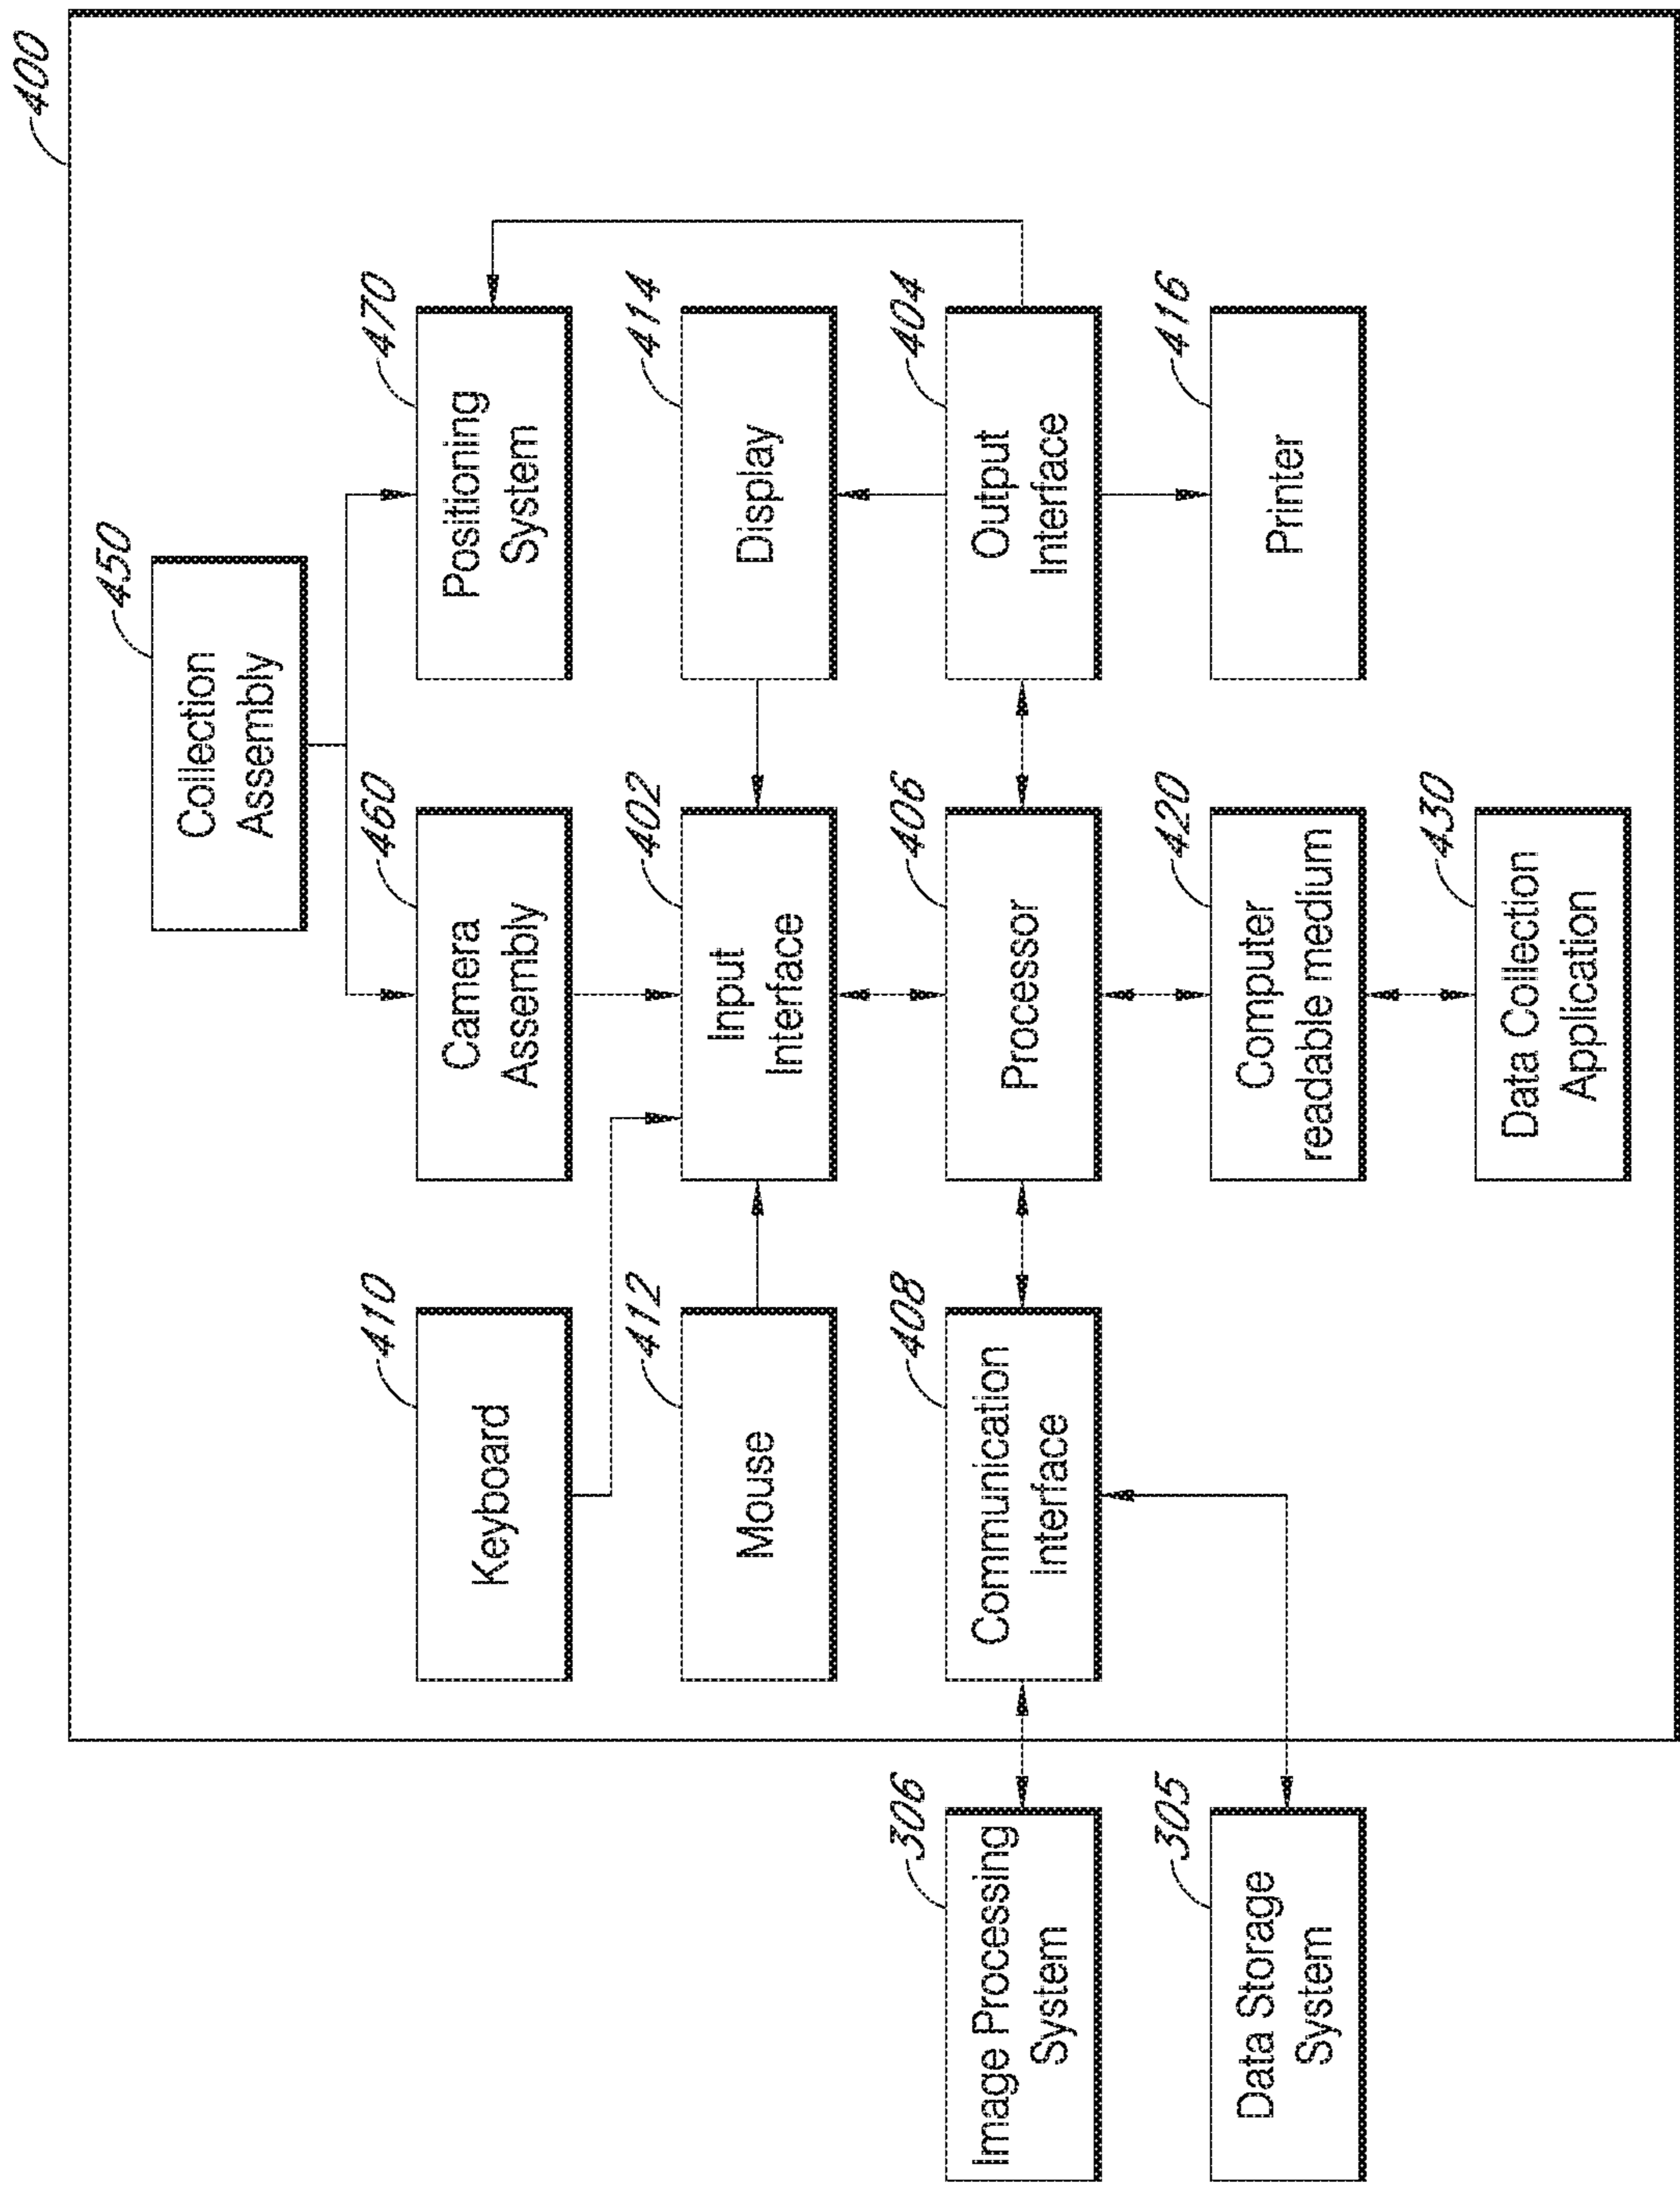 400
450
Collection
Assembly
410
Keyboard
460
Camera
Assembly
470
Positioning
System
412
Mouse
402
Input
Interface
414
Display
306
Image Processing
System
408
Communication
Interface
406
Processor
404
Output
Interface
305
Data Storage
System
420
Computer
readable medium
416
Printer
430
Data Collection
Application